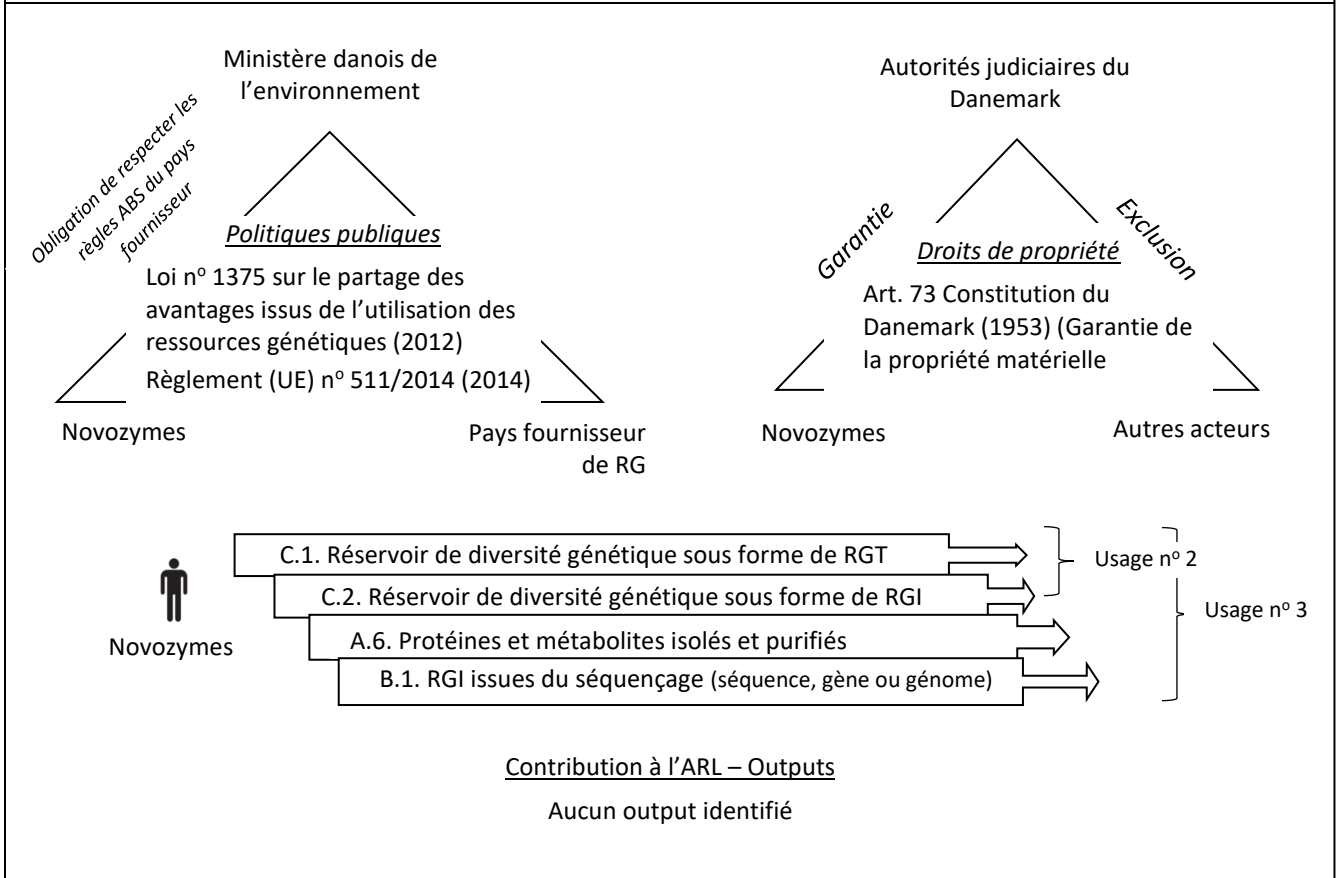 Ministère danois de
l’environnement
Obligation de respecter les
règles ABS du pays
fournisseur
Politiques publiques
Loi nº 1375 sur le partage des
avantages issus de l’utilisation des
ressources génétiques (2012)
Règlement (UE) nº 511/2014 (2014)
Novozymes
Pays fournisseur
de RG
Autorités judiciaires du
Danemark
Garantie
Exclusion
Droits de propriété
Art. 73 Constitution du
Danemark (1953) (Garantie de
la propriété matérielle
Novozymes
Autres acteurs
Novozymes
C.1. Réservoir de diversité génétique sous forme de RGT
C.2. Réservoir de diversité génétique sous forme de RGI
A.6. Protéines et métabolites isolés et purifiés
B.1. RGI issues du séquençage (séquence, gène ou génome)
Usage nº 2
Usage nº 3
Contribution à l’ARL – Outputs
Aucun output identifié